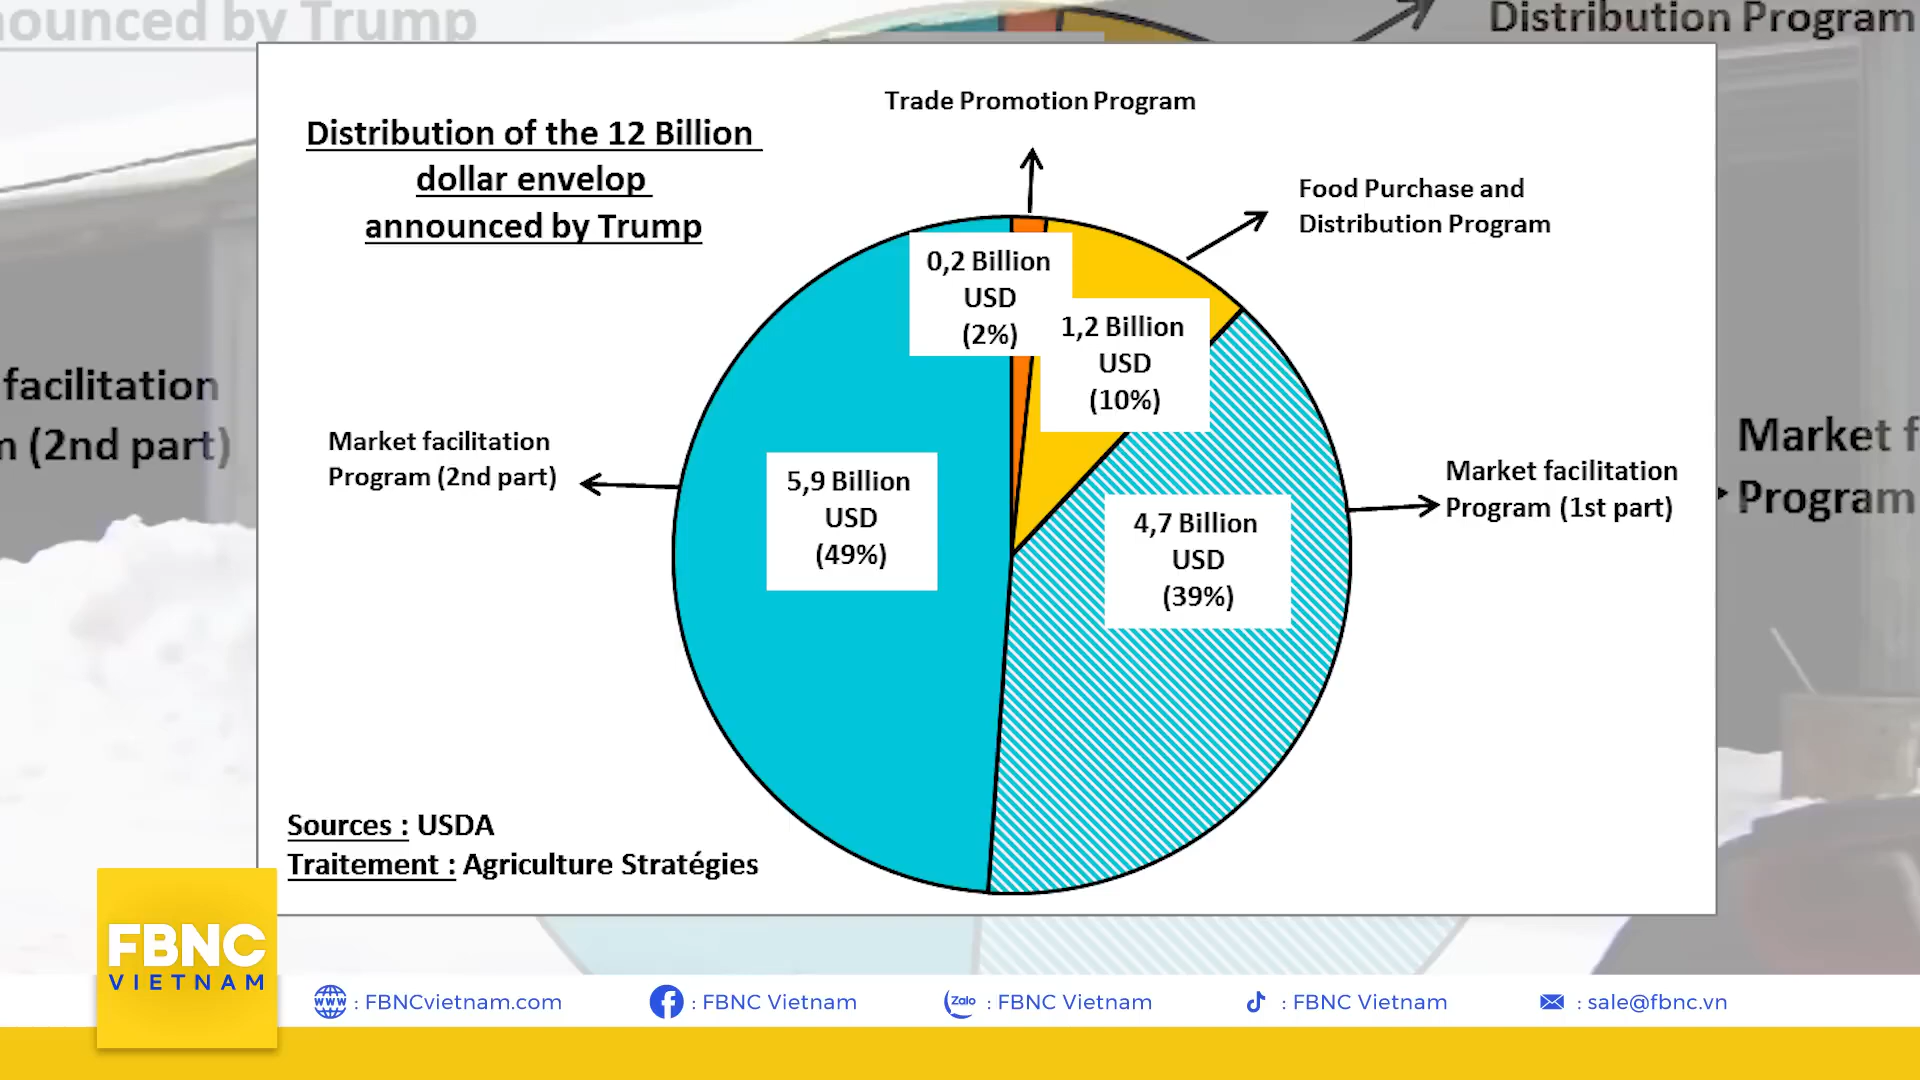 ounced by Trump
Distribution Program
Distribution of the 12 Billion
dollar envelop
announced by Trump
Trade Promotion Program
Food Purchase and
Distribution Program
0,2 Billion
USD
(2%)
1,2 Billion
USD
(10%)
facilitation
m (2nd part)
Market facilitation
Program (2nd part)
5,9 Billion
USD
(49%)
4,7 Billion
USD
(39%)
Market facilitation
Program (1st part)
Market f
Program
Sources : USDA
Traitement : Agriculture Stratégies
FBNC
VIETNAM
www : FBNCvietnam.com
: FBNC Vietnam
Zalo : FBNC Vietnam
: FBNC Vietnam
: sale@fbnc.vn